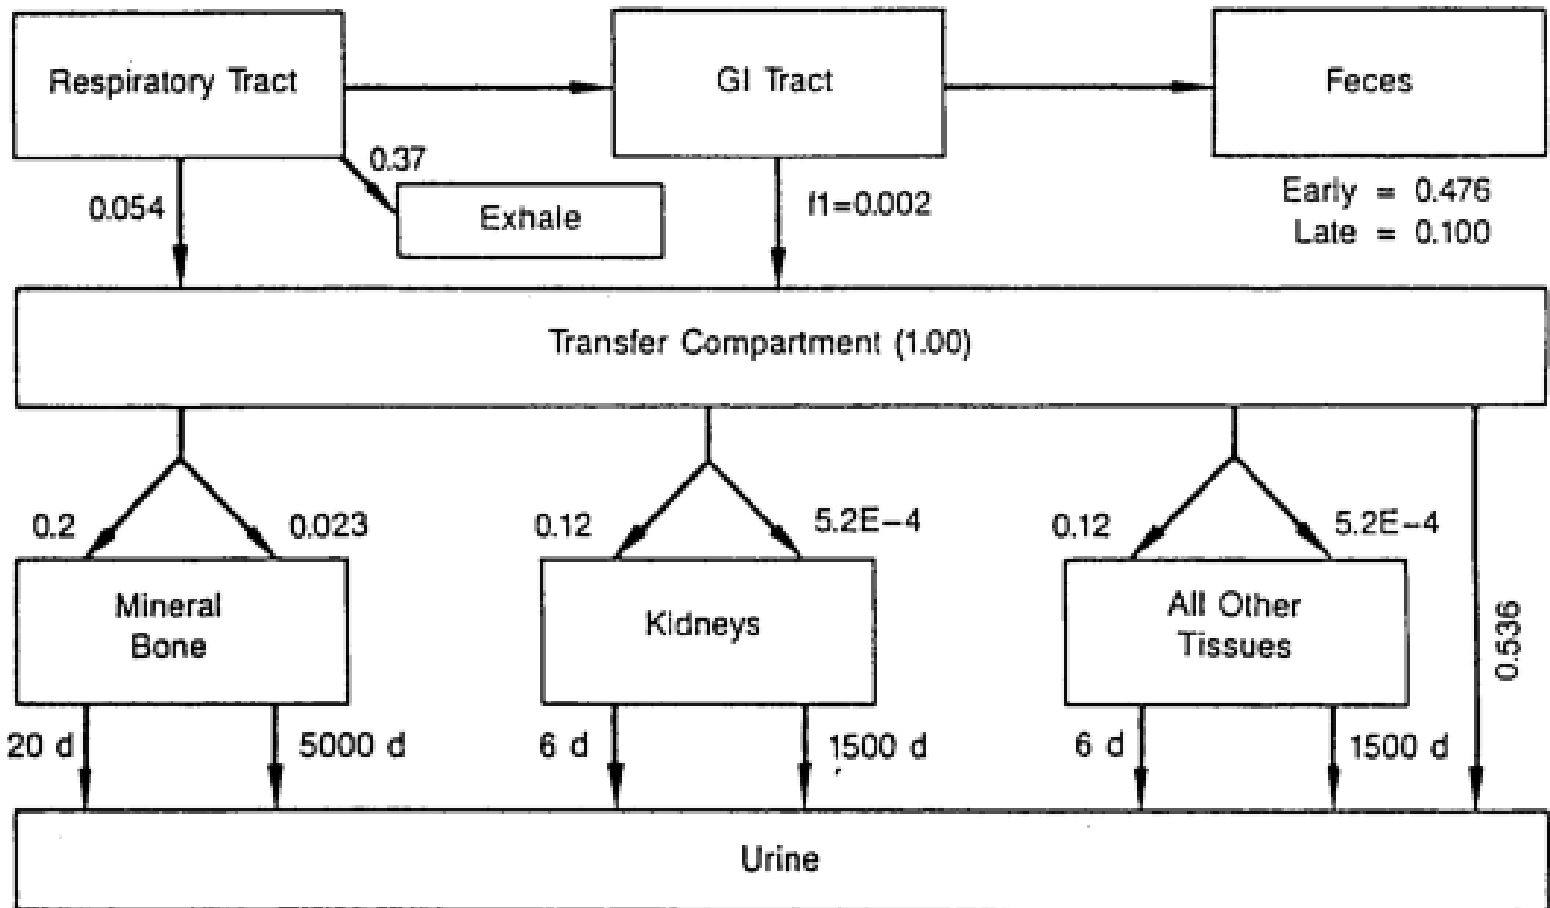 Respiratory Tract
GI Tract
Feces
0.37
0.054
Exhale
f1=0.002
Early = 0.476
Late = 0.100
Transfer Compartment (1.00)
0.2
0.023
0.12
5.2E-4
0.12
5.2E-4
Mineral
Bone
Kidneys
All Other
Tissues
0.536
20 d
5000 d
6 d
1500 d
6 d
1500 d
Urine